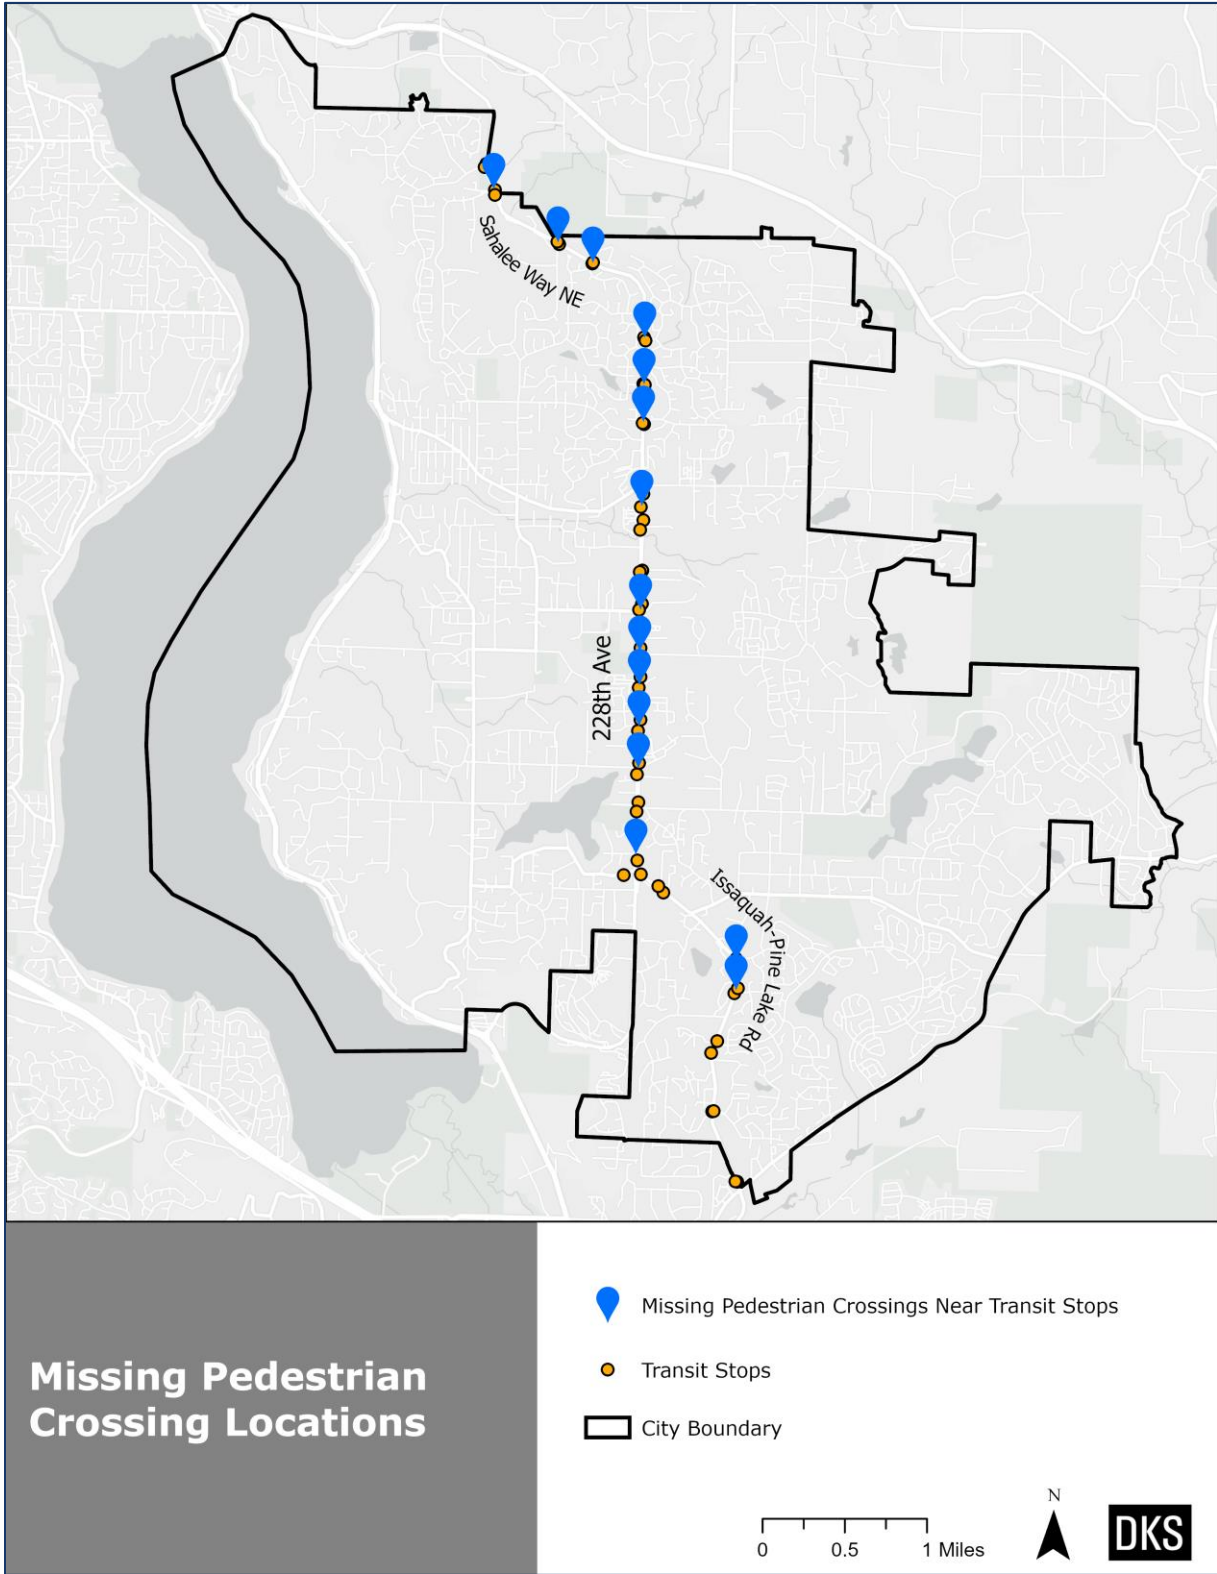 Sahalee Way NE
228th Ave
Issaquah-Pine Lake Rd
Missing Pedestrian
Crossing Locations
Missing Pedestrian Crossings Near Transit Stops
Transit Stops
City Boundary
N
0 0.5 1 Miles
DKS